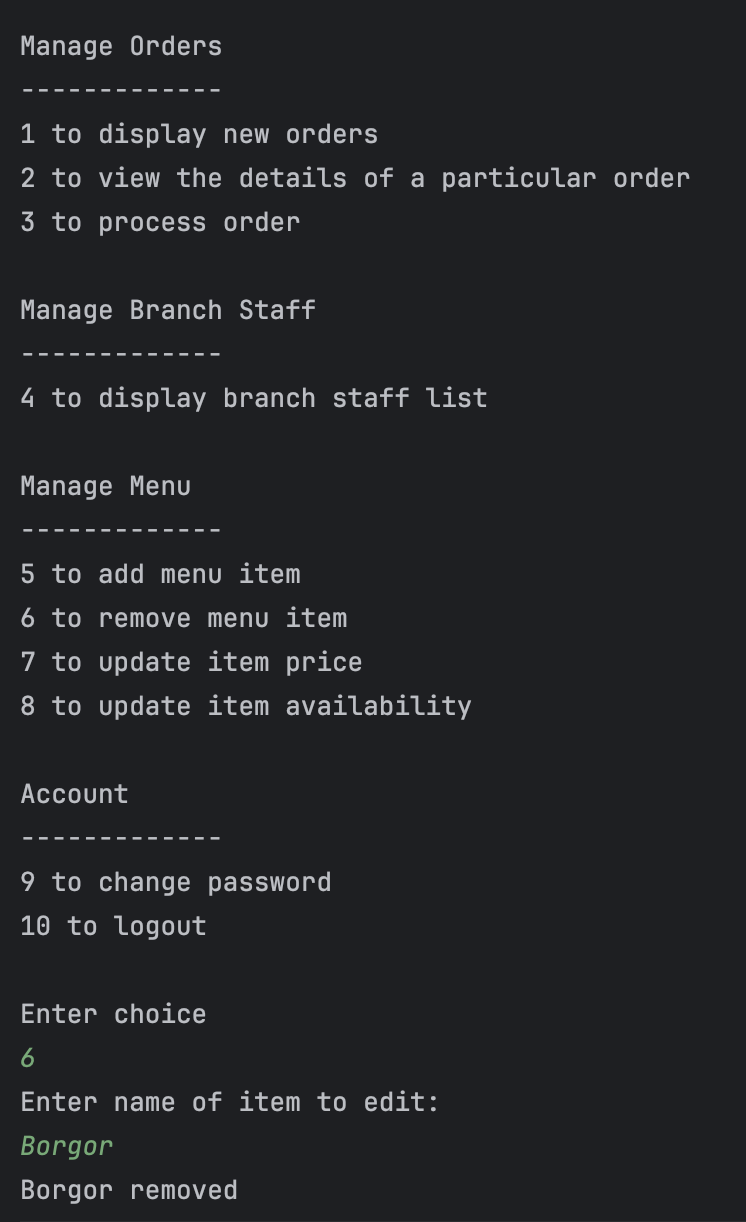 Manage Orders
-------------
1 to display new orders
2 to view the details of a particular order
3 to process order
Manage Branch Staff
-------------
4 to display branch staff list
Manage Menu
-------------
5 to add menu item
6 to remove menu item
7 to update item price
8 to update item availability
Account
-------------
9 to change password
10 to logout
Enter choice
6
Enter name of item to edit:
Borgor
Borgor removed